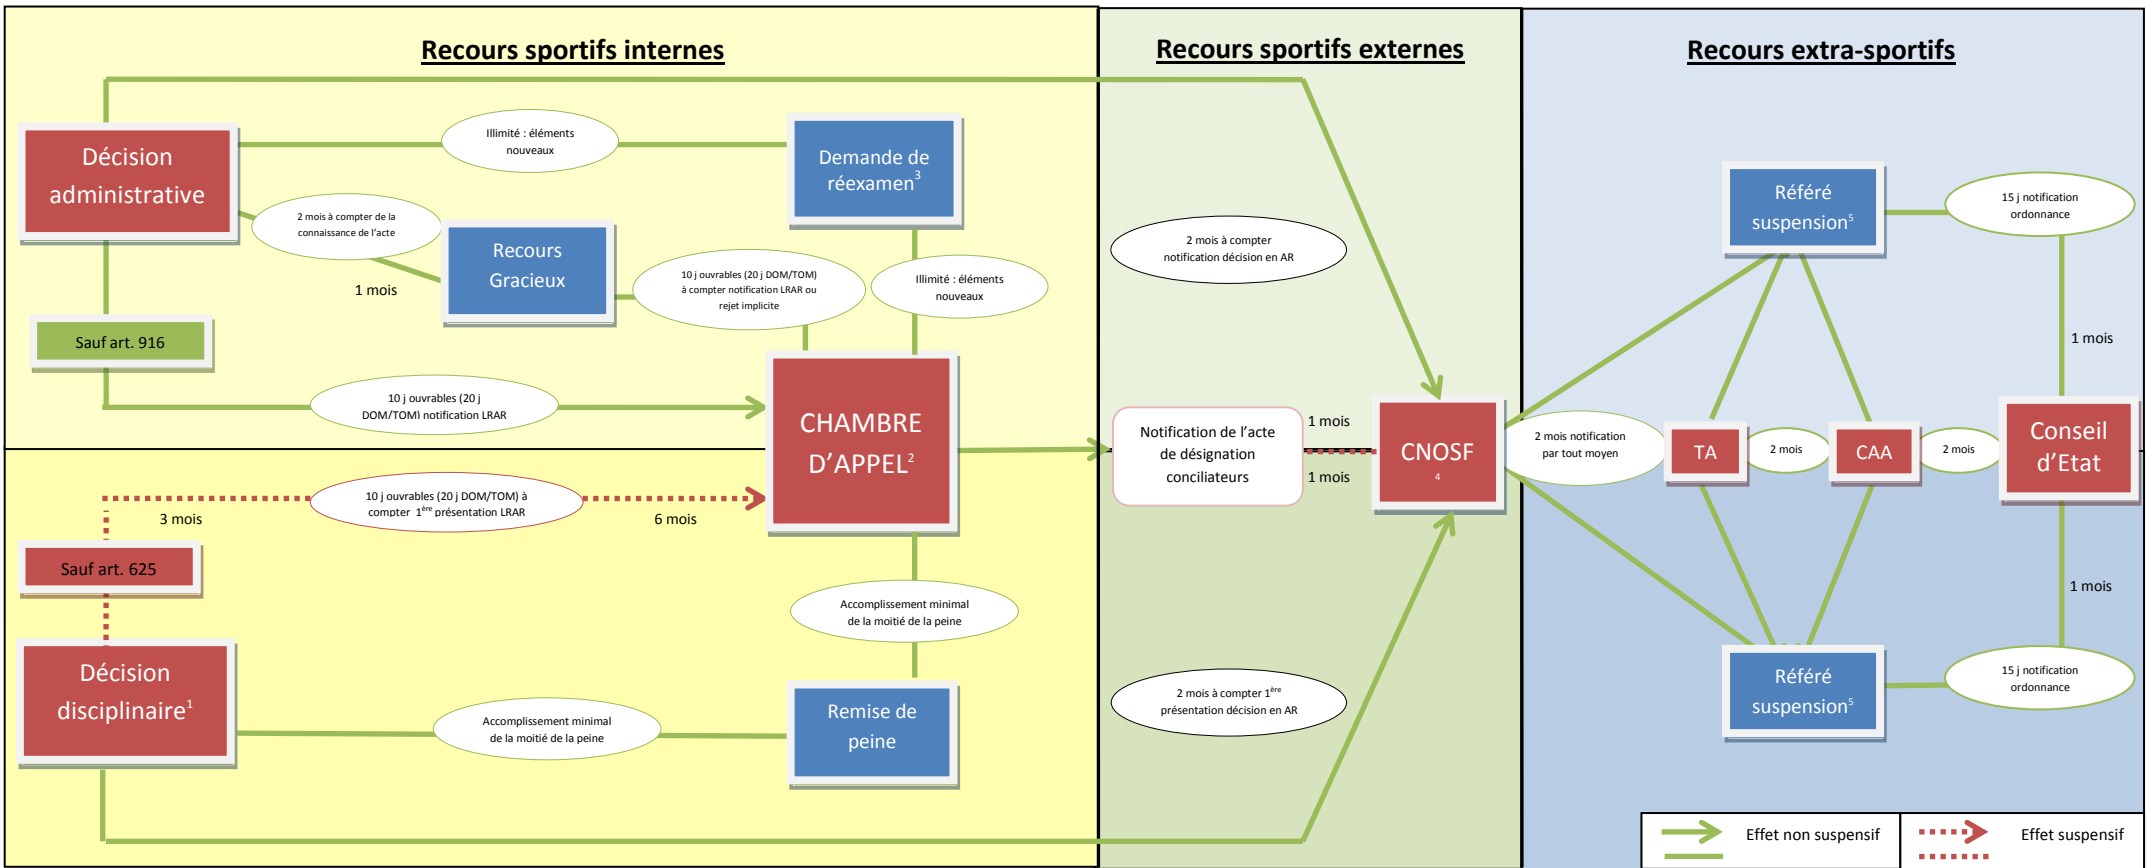 Recours sportifs internes
Recours sportifs externes
Recours extra-sportifs
Décision
administrative
Illimité : éléments
nouveaux
Demande de
réexamen3
2 mois à compter de la
connaissance de l'acte
1 mois
Recours
Gracieux
10 j ouvrables (20 j DOM/TOM)
à compter notification LRAR ou
rejet implicite
Illimité : éléments
nouveaux
Sauf art. 916
10 j ouvrables (20 j
DOM/TOM) notification LRAR
CHAMBRE
D'APPEL2
10 j ouvrables (20 j DOM/TOM) à
compter 1ère présentation LRAR
3 mois
6 mois
Sauf art. 625
Décision
disciplinaire1
Accomplissement minimal
de la moitié de la peine
Accomplissement minimal
de la moitié de la peine
Remise de
peine
2 mois à compter
notification décision en AR
Notification de l'acte
de désignation
conciliateurs
1 mois
1 mois
CNOSF
4
2 mois à compter 1ère
présentation décision en AR
Référé
suspension5
15 j notification
ordonnance
1 mois
2 mois notification
par tout moyen
TA
2 mois
CAA
2 mois
Conseil
d'Etat
1 mois
Référé
suspension5
15 j notification
ordonnance
Effet non suspensif
Effet suspensif